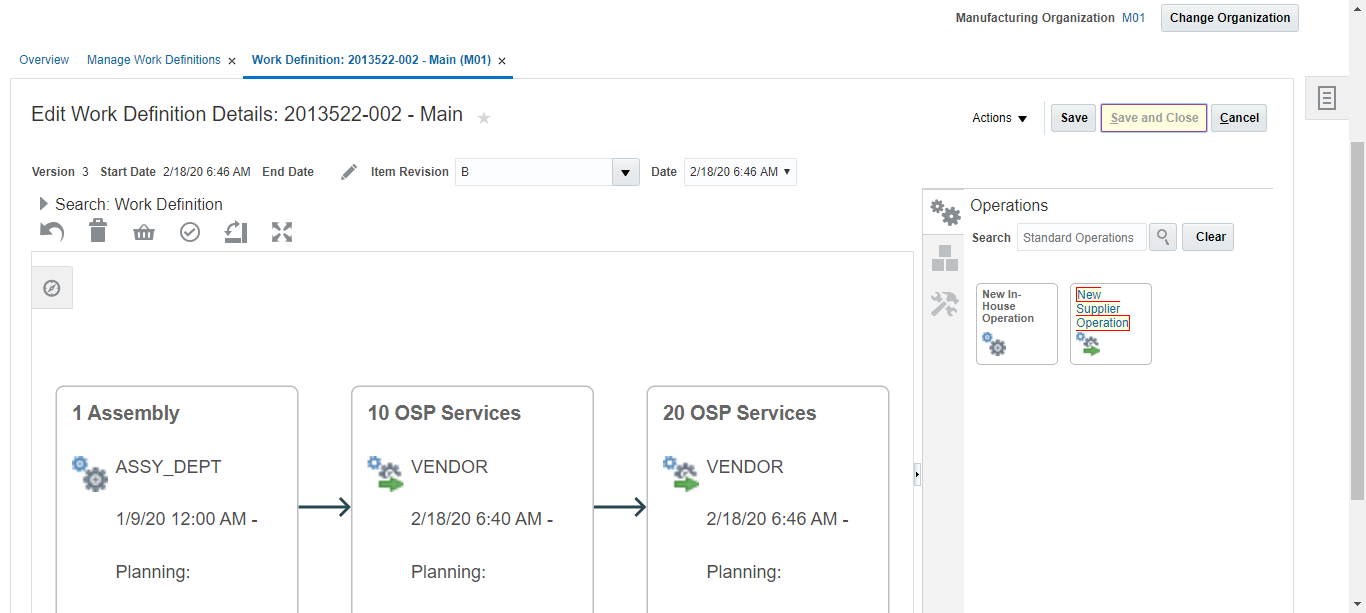 Manufacturing Organization M01 Change Organization
Overview Manage Work Definitions × Work Definition: 2013522-002 - Main (M01) ×
Edit Work Definition Details: 2013522-002 - Main
Actions Save Save and Close Cancel
Version 3 Start Date 2/18/20 6:46 AM End Date Item Revision B Date 2/18/20 6:46 AM
Search: Work Definition
Operations
Search Standard Operations Clear
New In-
House
Operation
New
Supplier
Operation
1 Assembly
ASSY_DEPT
1/9/20 12:00 AM -
Planning:
10 OSP Services
VENDOR
2/18/20 6:40 AM -
Planning:
20 OSP Services
VENDOR
2/18/20 6:46 AM -
Planning: